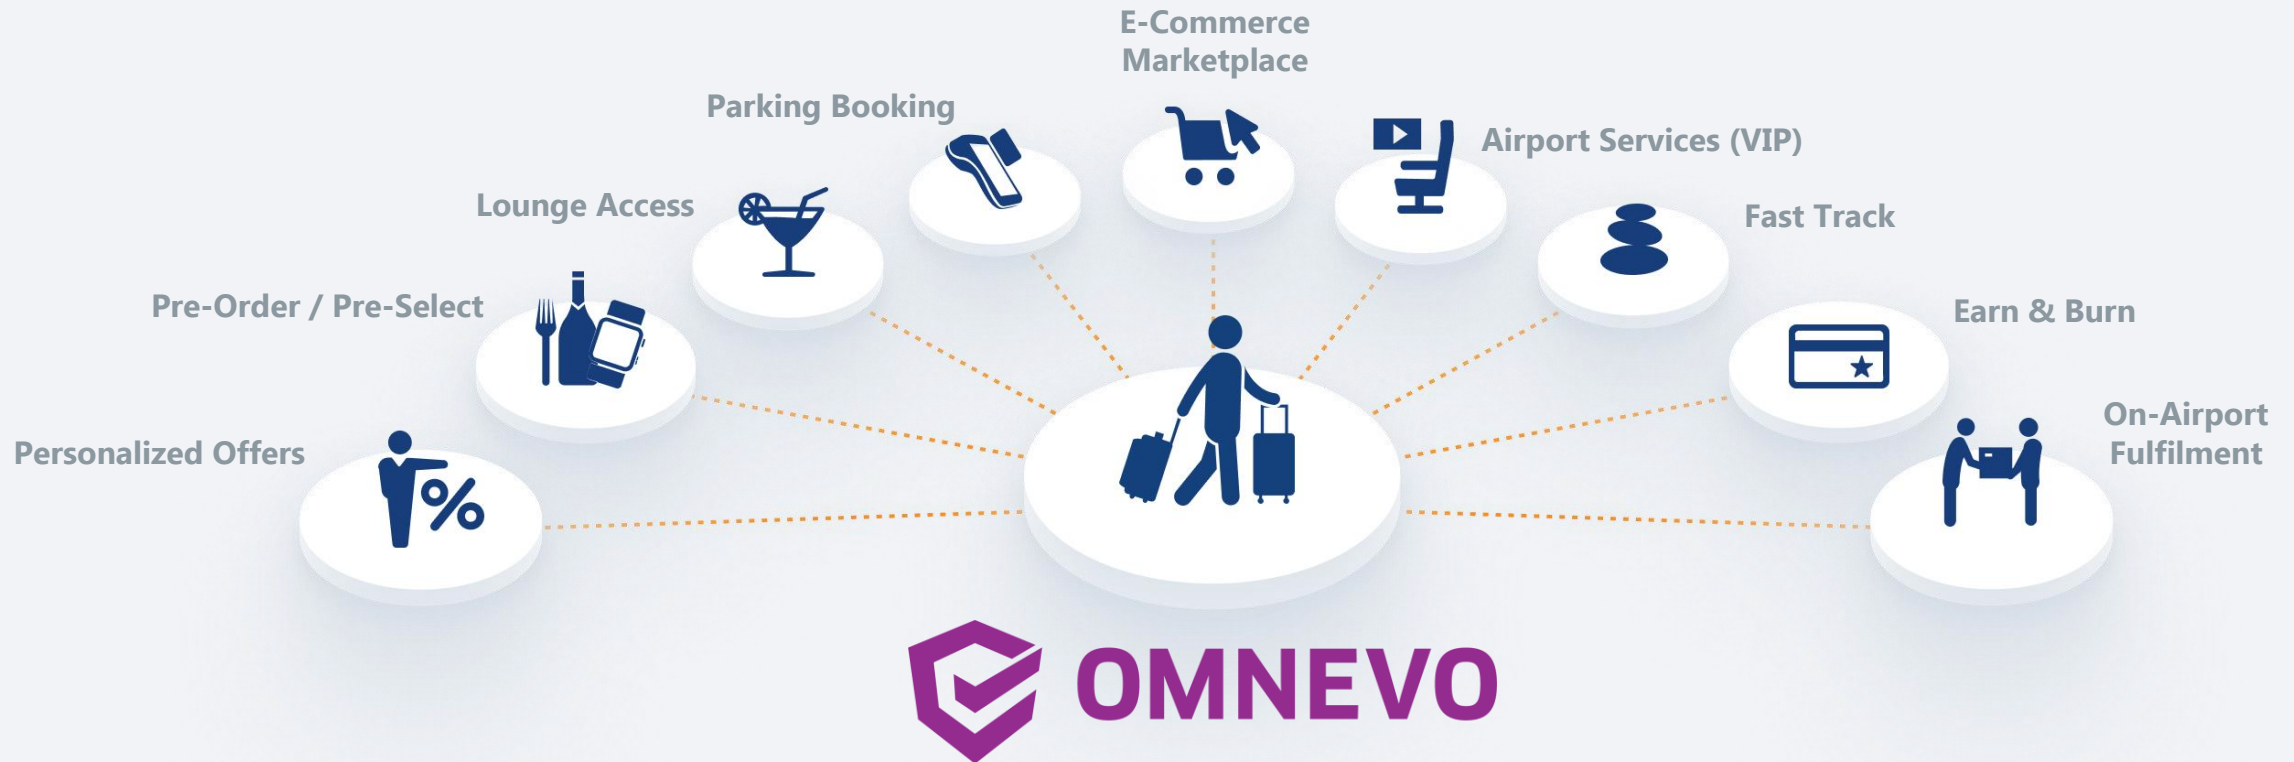 E-Commerce
Marketplace
Parking Booking
Airport Services (VIP)
Lounge Access
Fast Track
Pre-Order / Pre-Select
Earn & Burn
Personalized Offers
On-Airport
Fulfilment
OMNEVO